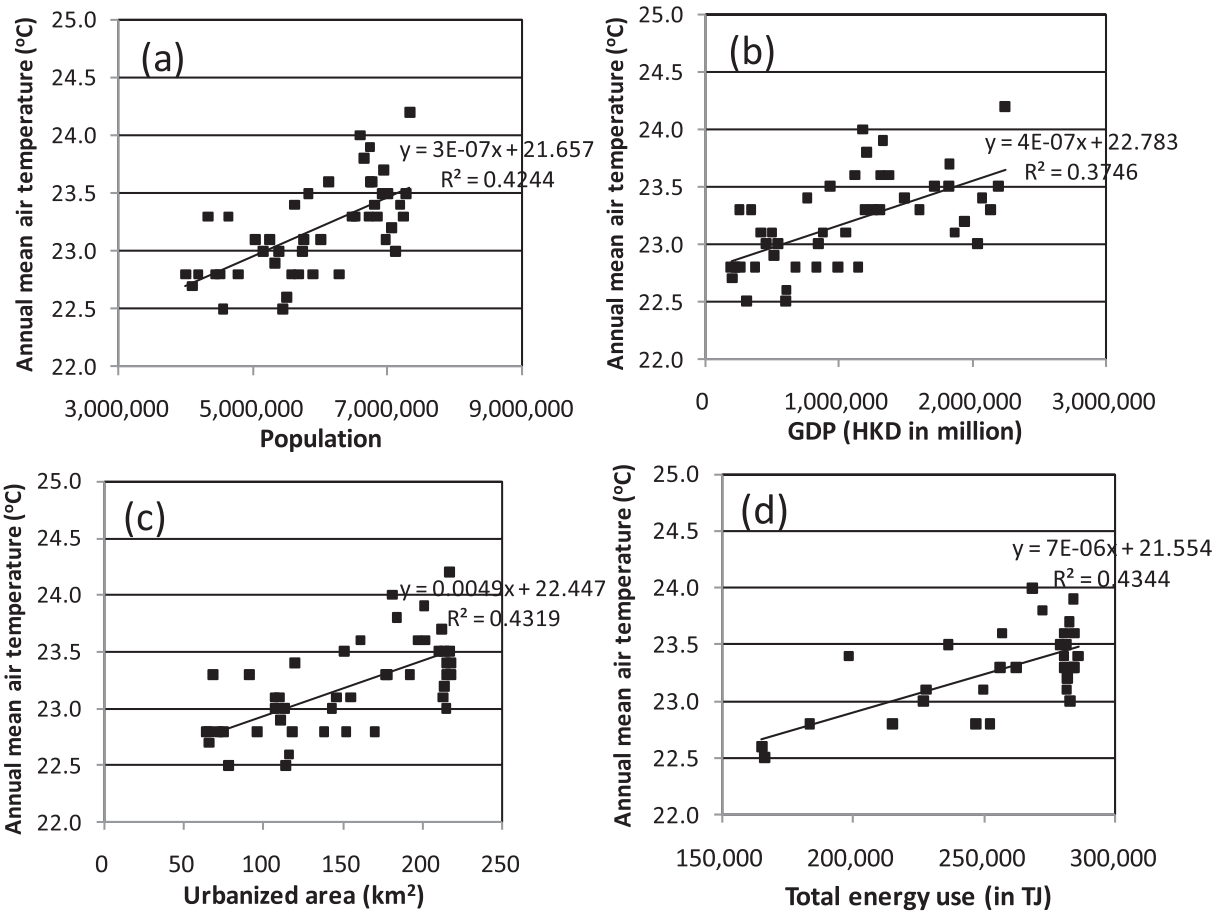 (a)
Annual mean air temperature (ºC)
25.0
24.5
24.0
23.5
23.0
22.5
22.0
y = 3E-07x + 21.657
R² = 0.4244
3,000,000 5,000,000 7,000,000 9,000,000
Population
(b)
Annual mean air temperature (ºC)
25.0
24.5
24.0
23.5
23.0
22.5
22.0
y = 4E-07x + 22.783
R² = 0.3746
0 1,000,000 2,000,000 3,000,000
GDP (HKD in million)
(c)
Annual mean air temperature (ºC)
25.0
24.5
24.0
23.5
23.0
22.5
22.0
y = 0.0049x + 22.447
R² = 0.4319
0 50 100 150 200 250
Urbanized area (km²)
(d)
Annual mean air temperature (ºC)
25.0
24.5
24.0
23.5
23.0
22.5
22.0
y = 7E-06x + 21.554
R² = 0.4344
150,000 200,000 250,000 300,000
Total energy use (in TJ)